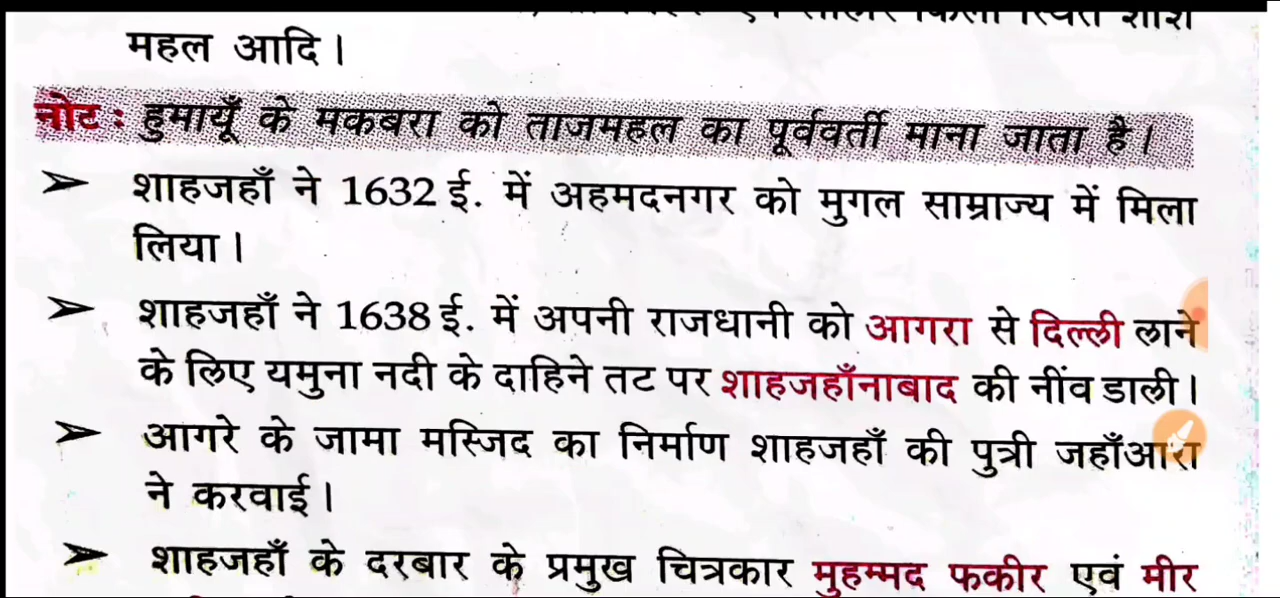 महल आदि ।
नोट : हुमायूँ के मकबरा को ताजमहल का पूर्ववर्ती माना जाता है ।
➢ शाहजहाँ ने 1632 ई. में अहमदनगर को मुगल साम्राज्य में मिला
लिया ।
➢ शाहजहाँ ने 1638 ई. में अपनी राजधानी को आगरा से दिल्ली लाने
के लिए यमुना नदी के दाहिने तट पर शाहजहाँनाबाद की नींव डाली ।
➢ आगरे के जामा मस्जिद का निर्माण शाहजहाँ की पुत्री जहाँआरा
ने करवाई ।
➢ शाहजहाँ के दरबार के प्रमुख चित्रकार मुहम्मद फकीर एवं मीर